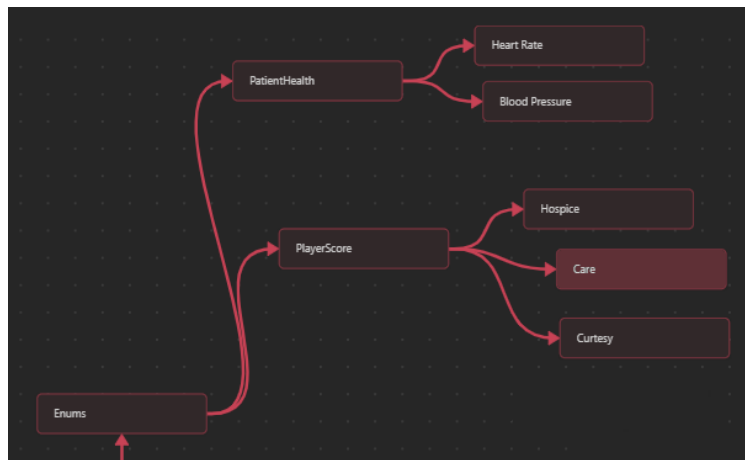 Heart Rate
PatientHealth
Blood Pressure
Hospice
PlayerScore
Care
Curtesy
Enums